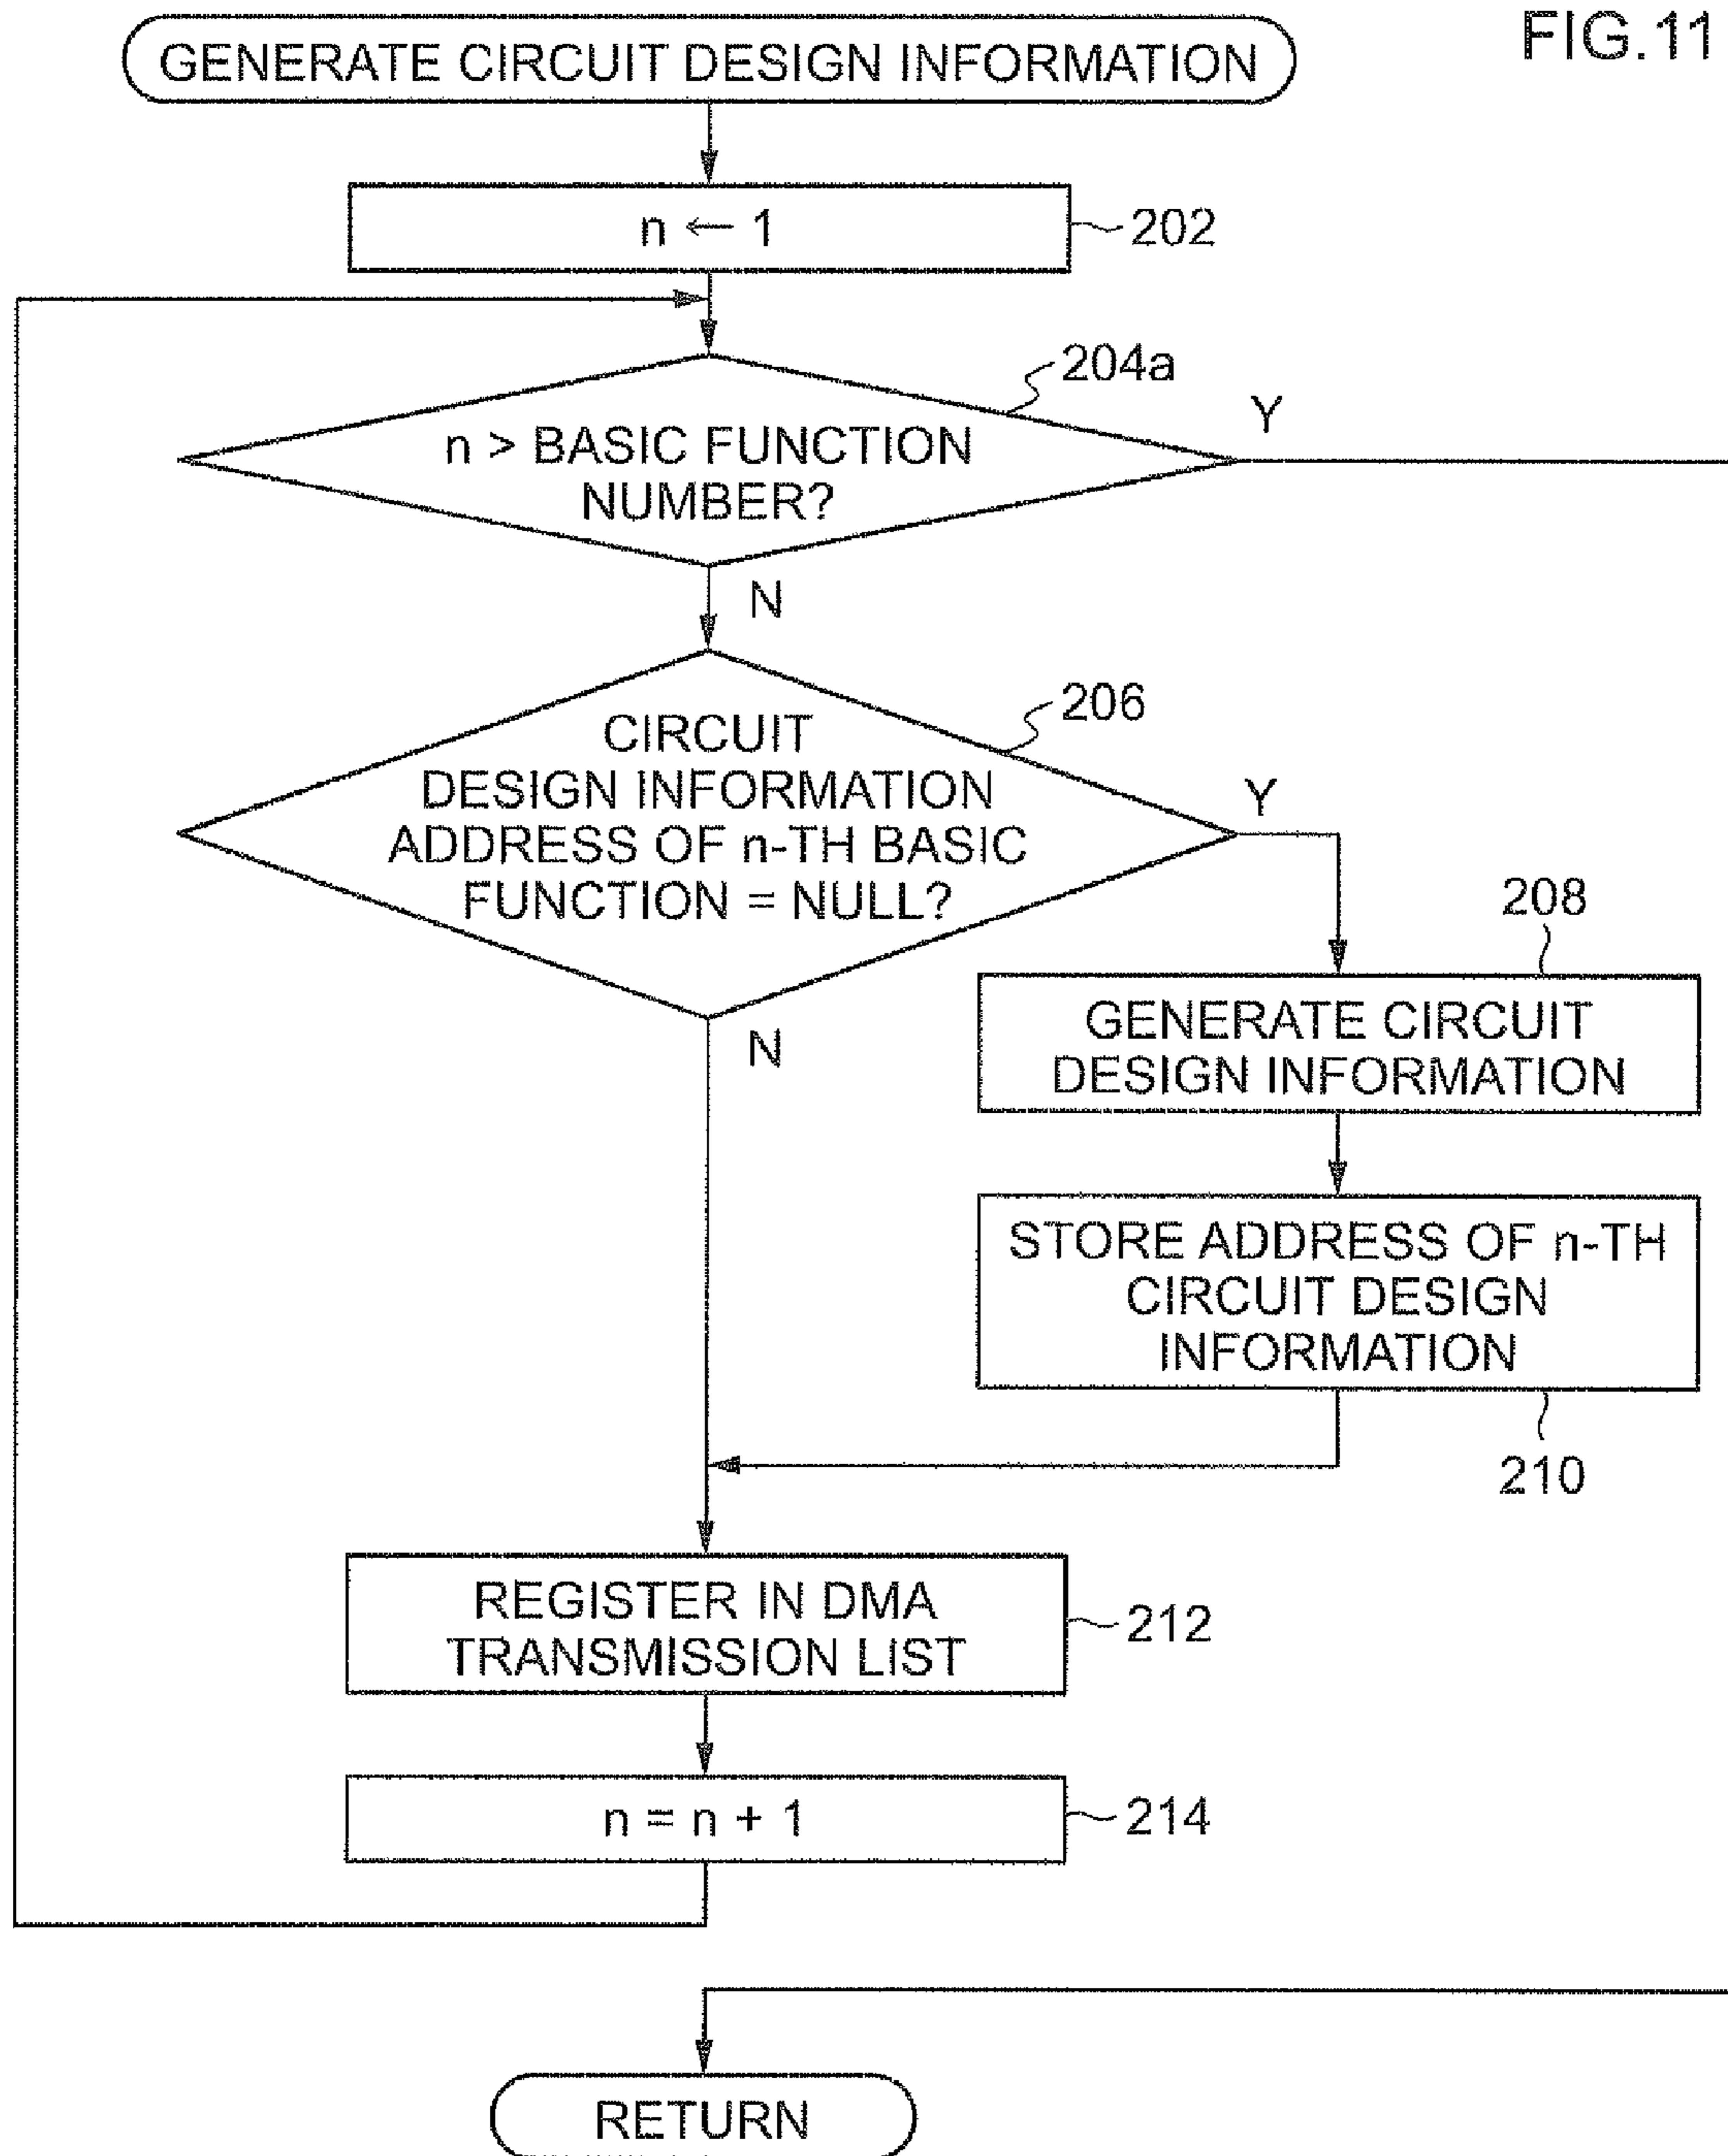 FIG.11
GENERATE CIRCUIT DESIGN INFORMATION
n ← 1
202
204a
n > BASIC FUNCTION
NUMBER?
Y
N
206
CIRCUIT
DESIGN INFORMATION
ADDRESS OF n-TH BASIC
FUNCTION = NULL?
Y
N
208
GENERATE CIRCUIT
DESIGN INFORMATION
STORE ADDRESS OF n-TH
CIRCUIT DESIGN
INFORMATION
210
REGISTER IN DMA
TRANSMISSION LIST
212
n = n + 1
214
RETURN